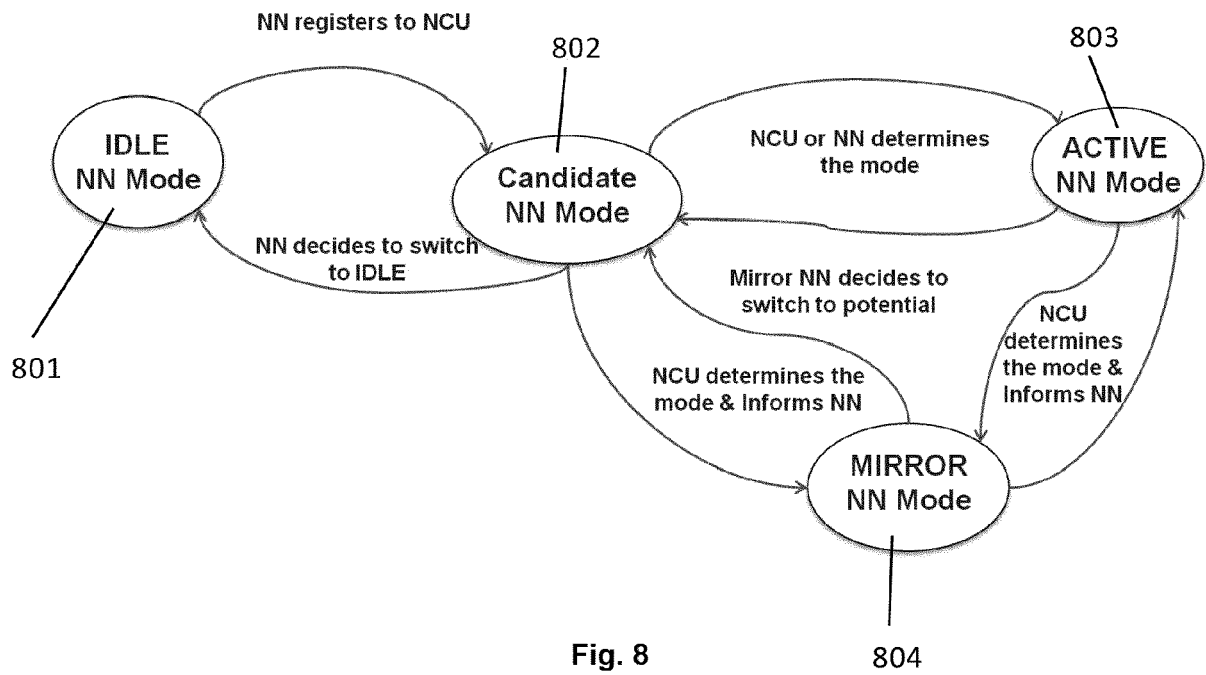 NN registers to NCU
802
803
IDLE
NN Mode
Candidate
NN Mode
NCU or NN determines
the mode
ACTIVE
NN Mode
NN decides to switch
to IDLE
Mirror NN decides to
switch to potential
NCU
determines
the mode &
Informs NN
801
NCU determines the
mode & Informs NN
MIRROR
NN Mode
Fig. 8
804